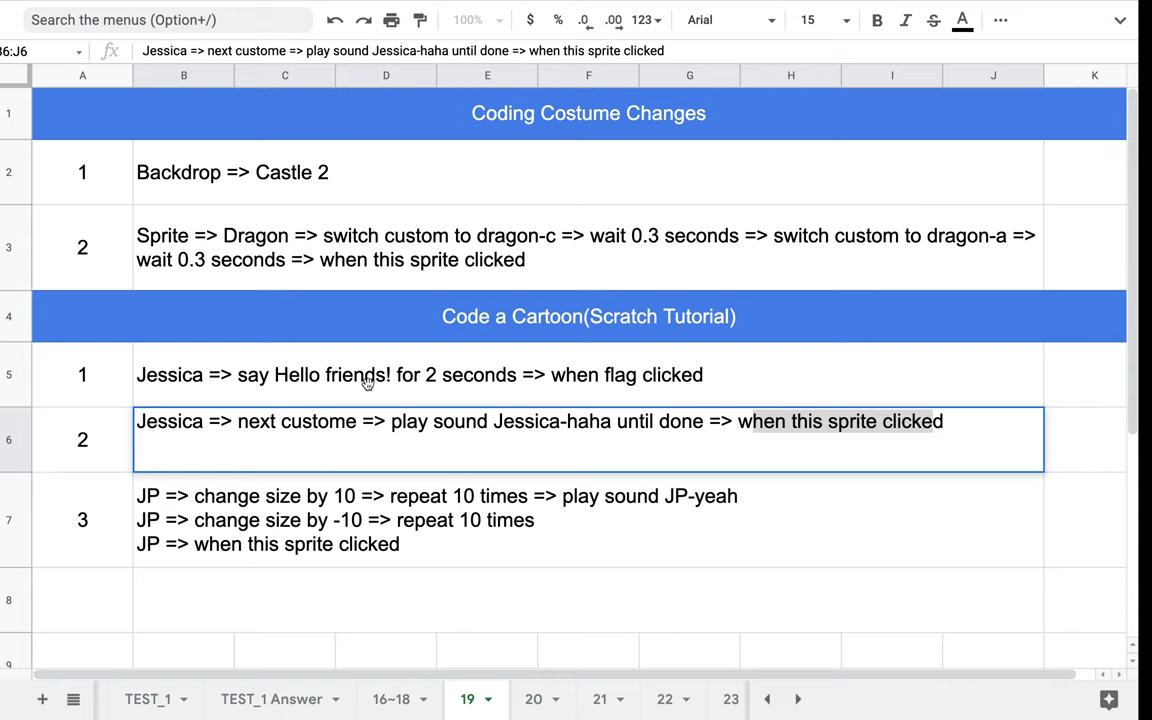 Search the menus (Option+/)
100%
$ % .0 .00 123
Arial
15
B I S A
B6:J6
fx
Jessica => next custome => play sound Jessica-haha until done => when this sprite clicked
A B C D E F G H I J K
1 Coding Costume Changes
2 1 Backdrop => Castle 2
3 2 Sprite => Dragon => switch custom to dragon-c => wait 0.3 seconds => switch custom to dragon-a =>
wait 0.3 seconds => when this sprite clicked
4 Code a Cartoon(Scratch Tutorial)
5 1 Jessica => say Hello friends! for 2 seconds => when flag clicked
6 2 Jessica => next custome => play sound Jessica-haha until done => when this sprite clicked
7 3 JP => change size by 10 => repeat 10 times => play sound JP-yeah
JP => change size by -10 => repeat 10 times
JP => when this sprite clicked
8
9
TEST_1 TEST_1 Answer 16~18 19 20 21 22 23